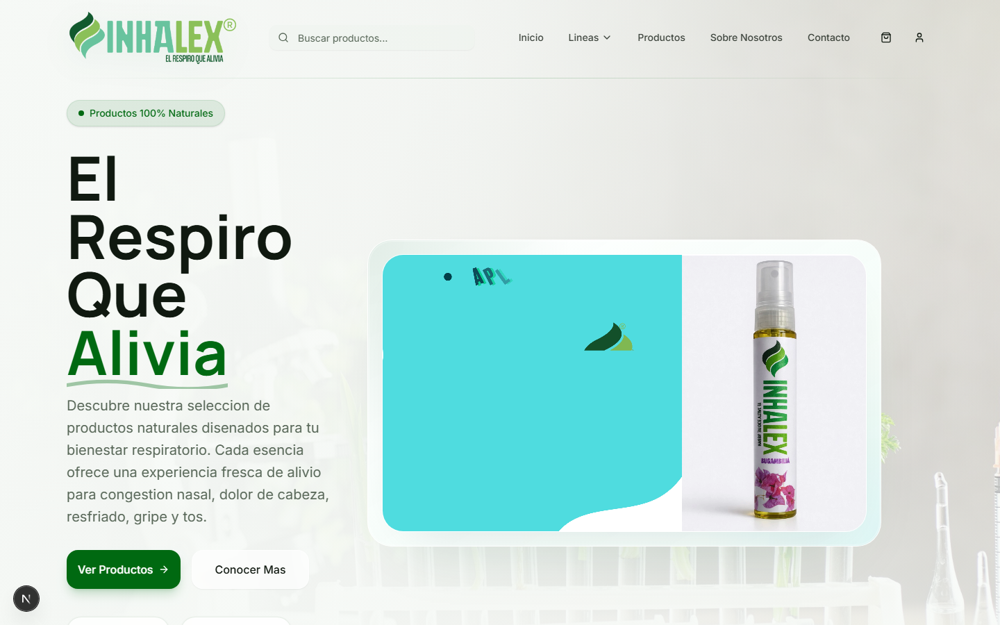 INHALEX®
EL RESPIRO QUE ALIVIA
Buscar productos...
Inicio
Lineas
Productos
Sobre Nosotros
Contacto
Productos 100% Naturales
El
Respiro
Que
Alivia
Descubre nuestra seleccion de
productos naturales disenados para tu
bienestar respiratorio. Cada esencia
ofrece una experiencia fresca de alivio
para congestion nasal, dolor de cabeza,
resfriado, gripe y tos.
Ver Productos
Conocer Mas
APL
INHALEX
EL RESPIRO QUE ALIVIA
BUGAMBILIA
N